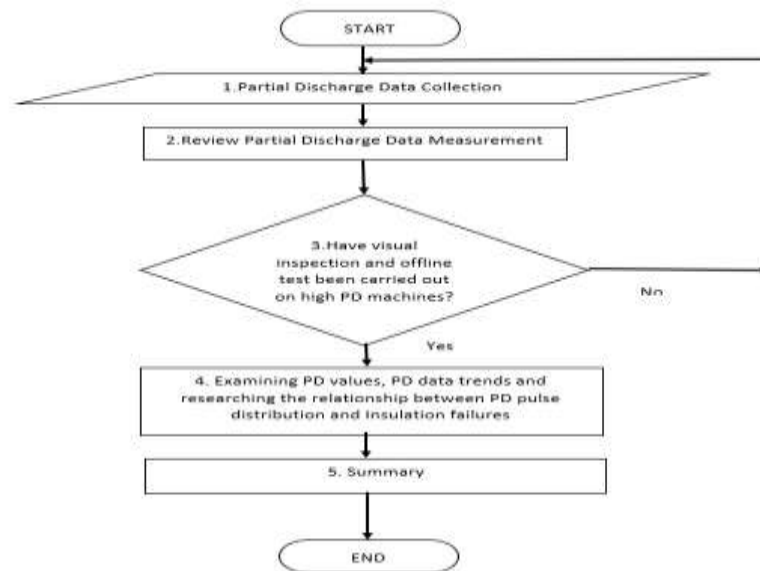 START
1.Partial Discharge Data Collection
2.Review Partial Discharge Data Measurement
3.Have visual
inspection and offline
test been carried out
on high PD machines?
No
Yes
4. Examining PD values, PD data trends and
researching the relationship between PD pulse
distribution and Insulation failures
5. Summary
END